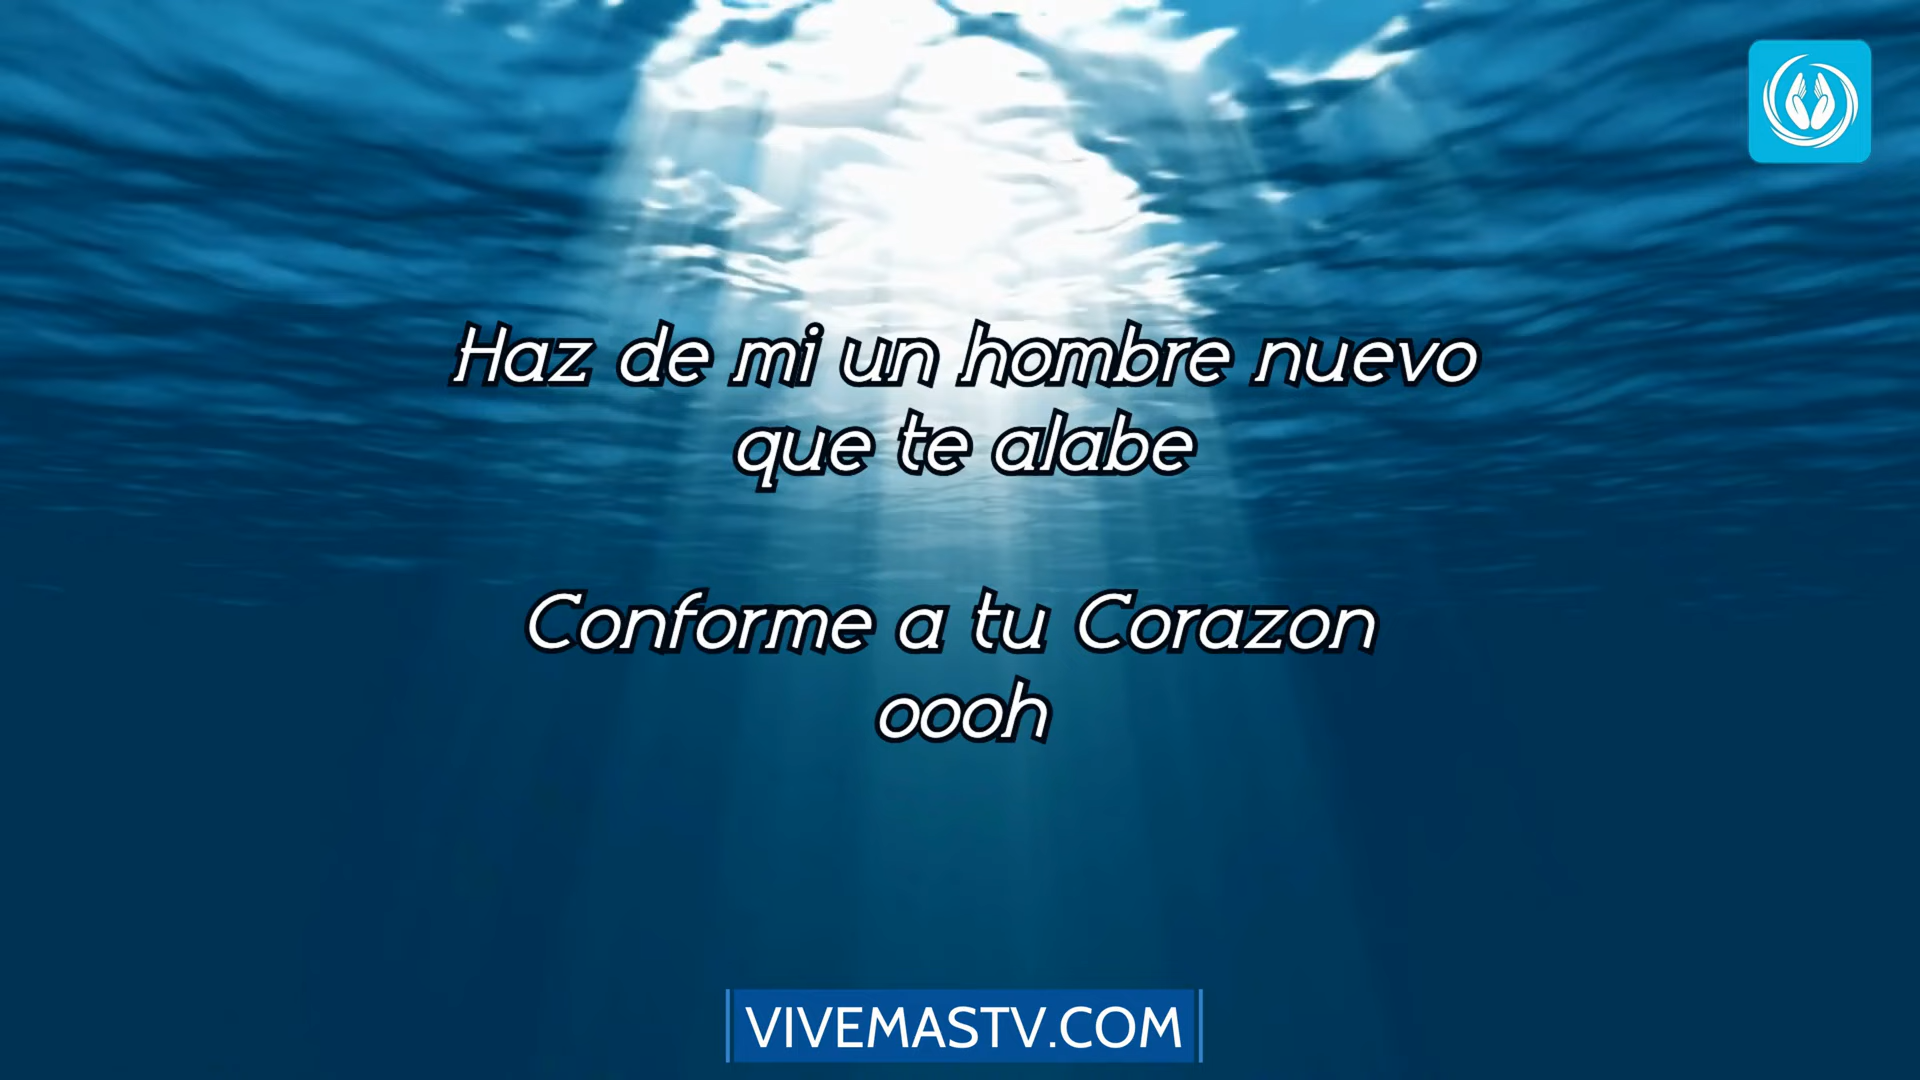 Haz de mi un hombre nuevo
que te alabe
Conforme a tu Corazon
oooh
VIVEMASTV.COM